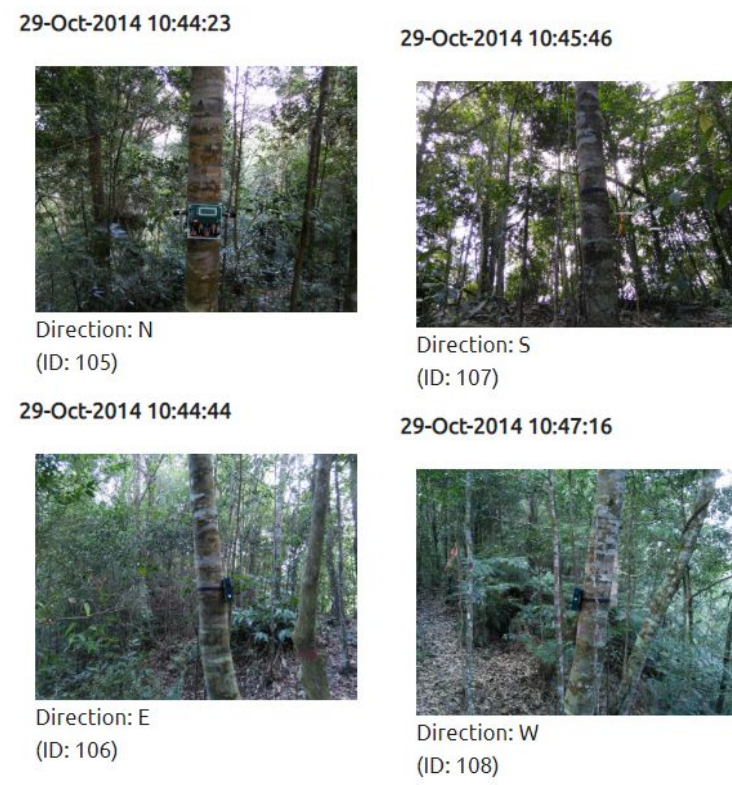 29-Oct-2014 10:44:23
Direction: N
(ID: 105)
29-Oct-2014 10:45:46
Direction: S
(ID: 107)
29-Oct-2014 10:44:44
Direction: E
(ID: 106)
29-Oct-2014 10:47:16
Direction: W
(ID: 108)